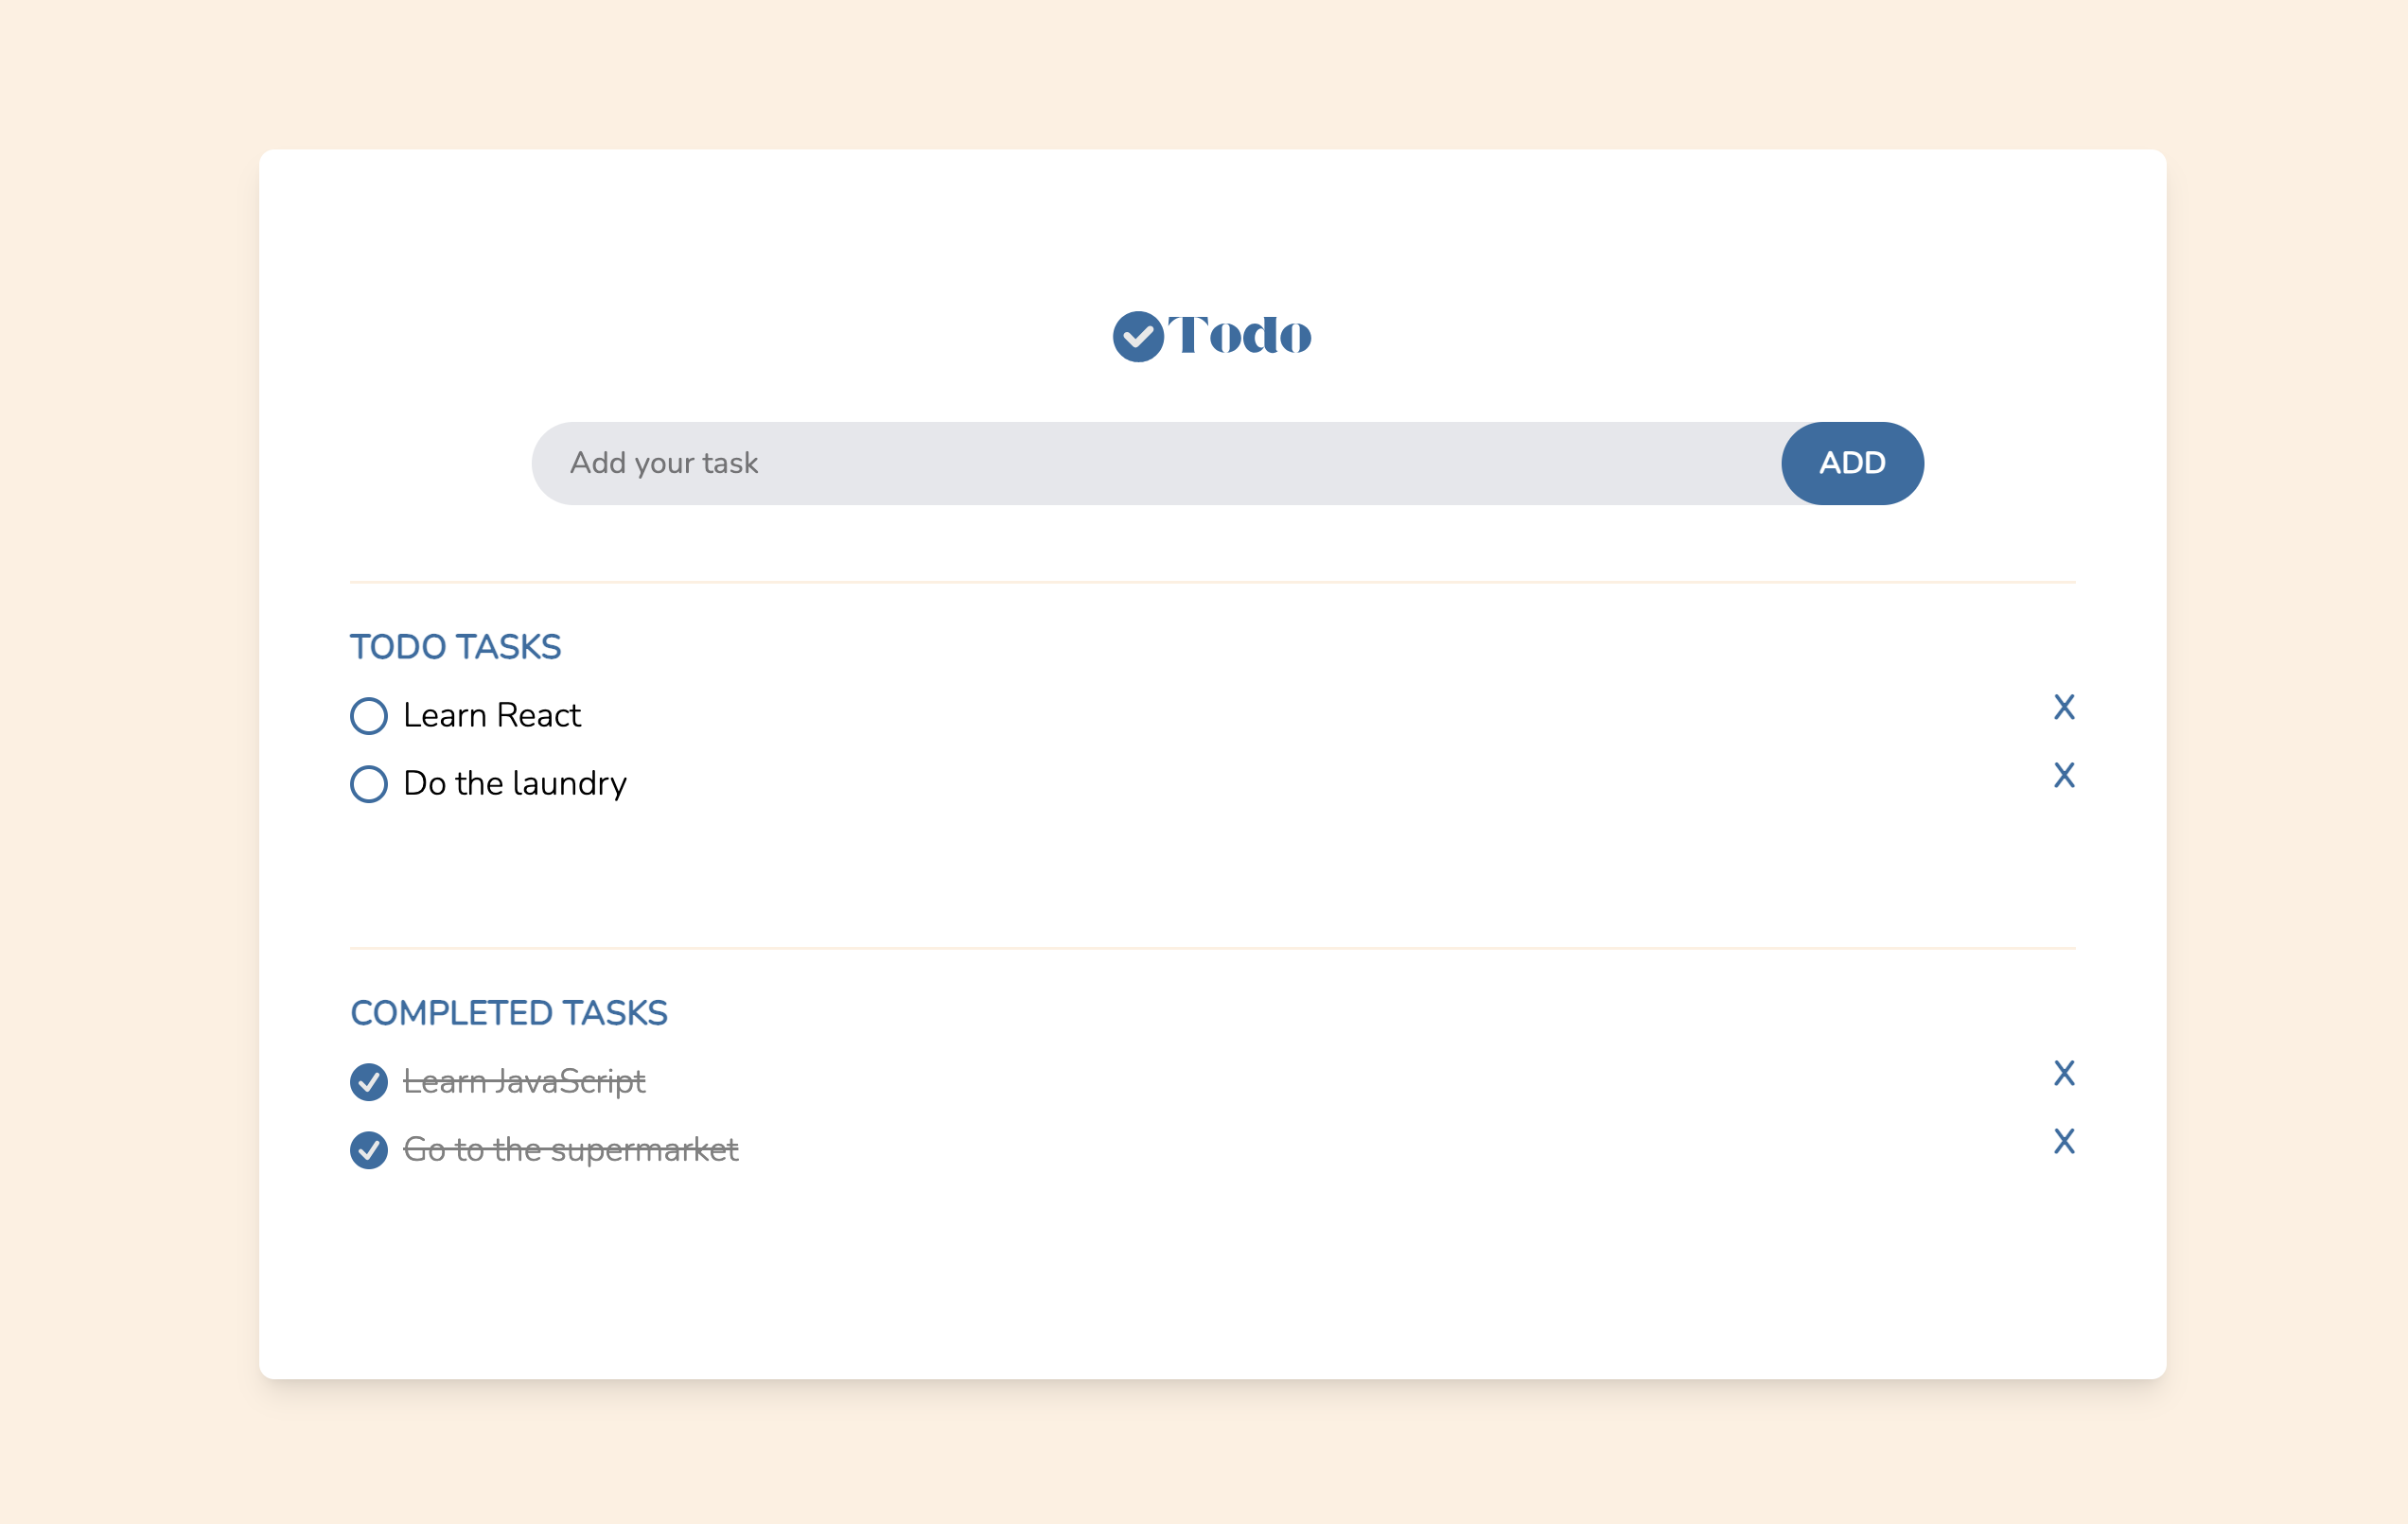 Todo
Add your task
ADD
TODO TASKS
Learn React
X
Do the laundry
X
COMPLETED TASKS
Learn JavaScript
X
Go to the supermarket
X